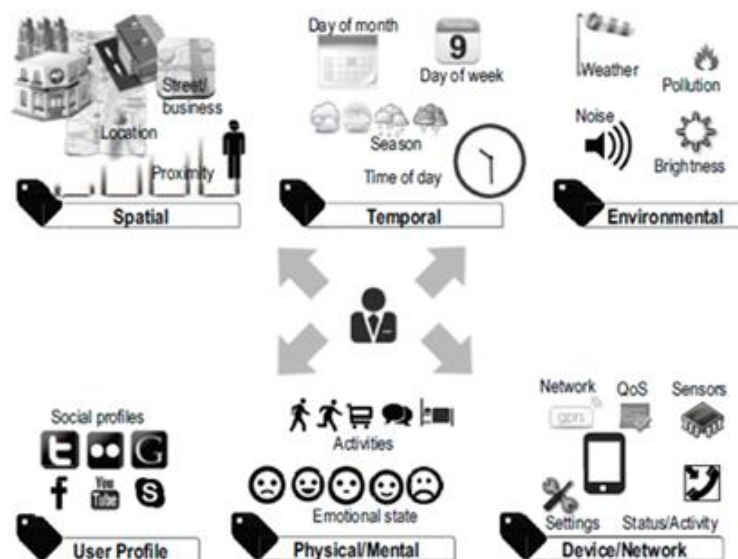 Day of month
9
Day of week
Street/
business
Location
Season
Proximity
Time of day
Spatial
Temporal
Weather
Pollution
Noise
Brightness
Environmental
Social profiles
t
G
f
You
Tube
S
User Profile
Activities
Emotional state
Physical/Mental
Network
QoS
Sensors
gprs
Settings
Status/Activity
Device/Network